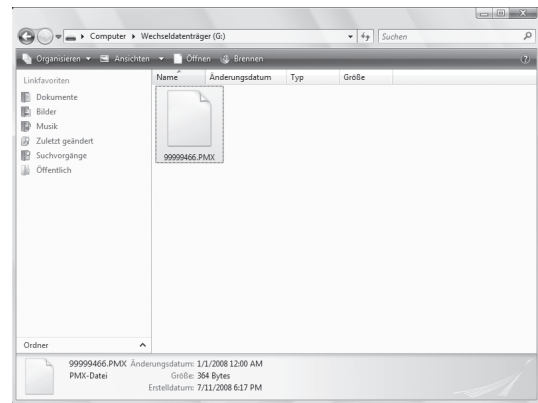 Computer Wechseldatenträger (G:) Suchen
Organisieren Ansichten Öffnen Brennen
Linkfavoriten
Dokumente
Bilder
Musik
Zuletzt geändert
Suchvorgänge
Öffentlich
Name Änderungsdatum Typ Größe
99999466.PMX
Ordner
99999466.PMX Änderungsdatum: 1/1/2008 12:00 AM
PMX-Datei Größe: 364 Bytes
Erstelldatum: 7/11/2008 6:17 PM